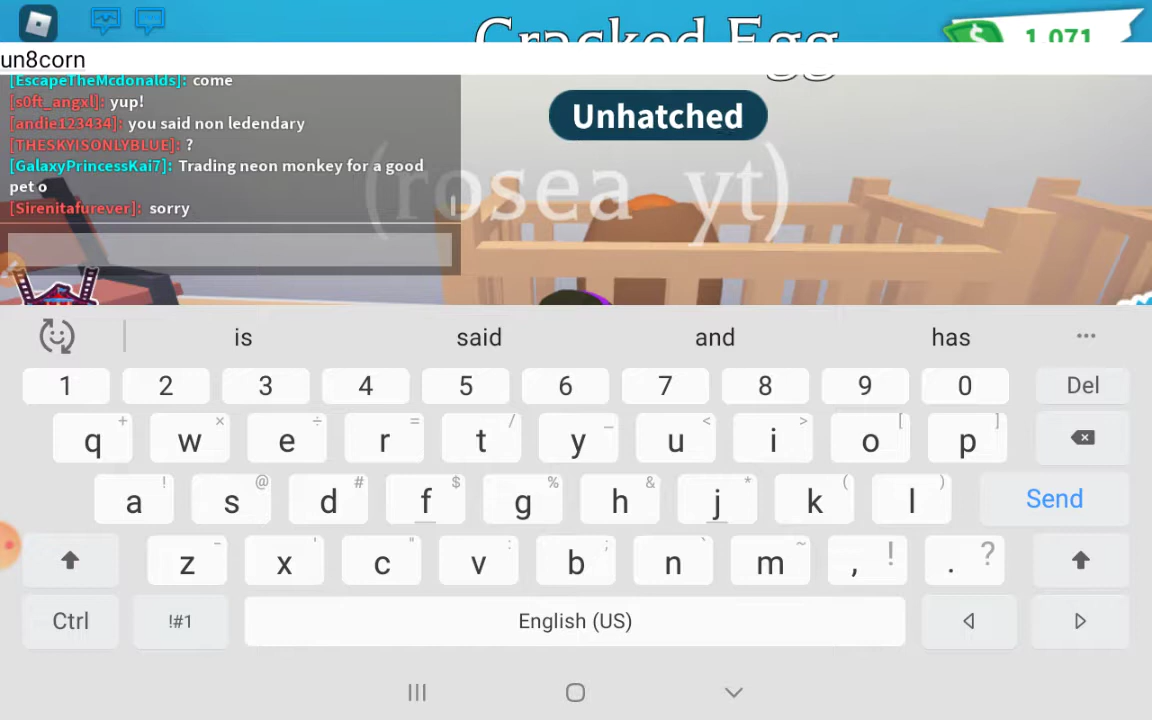 Cracked Egg
1,071
un8corn
[EscapeTheMcdonalds]: come
[s0ft_angxl]: yup!
[andie123434]: you said non ledendary
[THESKYISONLYBLUE]: ?
[GalaxyPrincessKai7]: Trading neon monkey for a good
pet o
[Sirenitafurever]: sorry
Unhatched
(rosea yt)
is said and has ...
1 2 3 4 5 6 7 8 9 0 Del
+ × ÷ = / _ < > [ ]
q w e r t y u i o p
! @ # $ % & * ( )
a s d f g h j k l Send
- ' " : ; ` ~ ! ?
z x c v b n m , .
Ctrl !#1 English (US)